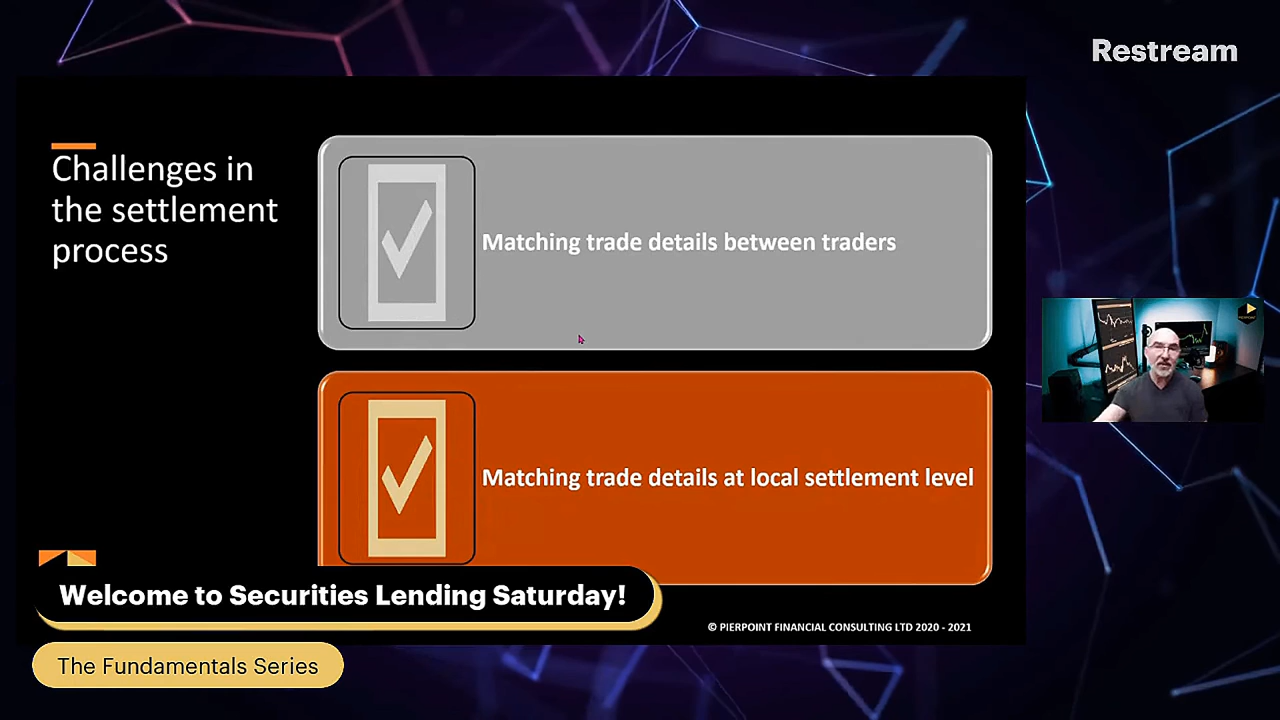 Restream
Challenges in
the settlement
process
Matching trade details between traders
Matching trade details at local settlement level
Welcome to Securities Lending Saturday!
© PIERPOINT FINANCIAL CONSULTING LTD 2020 - 2021
The Fundamentals Series